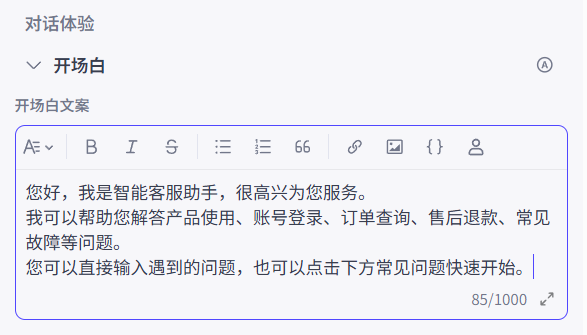 对话体验
开场白
开场白文案
您好，我是智能客服助手，很高兴为您服务。
我可以帮助您解答产品使用、账号登录、订单查询、售后退款、常见
故障等问题。
您可以直接输入遇到的问题，也可以点击下方常见问题快速开始。
85/1000